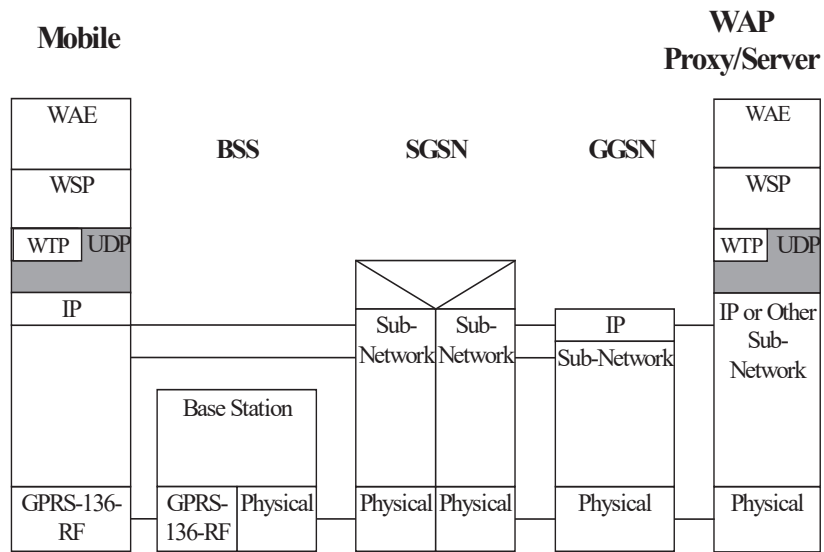 Mobile
WAP
Proxy/Server
BSS
SGSN
GGSN
WAE
WSP
WTP
UDP
IP
GPRS-136-
RF
Base Station
GPRS-
136-RF
Physical
Sub-
Network
Sub-
Network
Physical
Physical
IP
Sub-Network
Physical
WAE
WSP
WTP
UDP
IP or Other
Sub-
Network
Physical